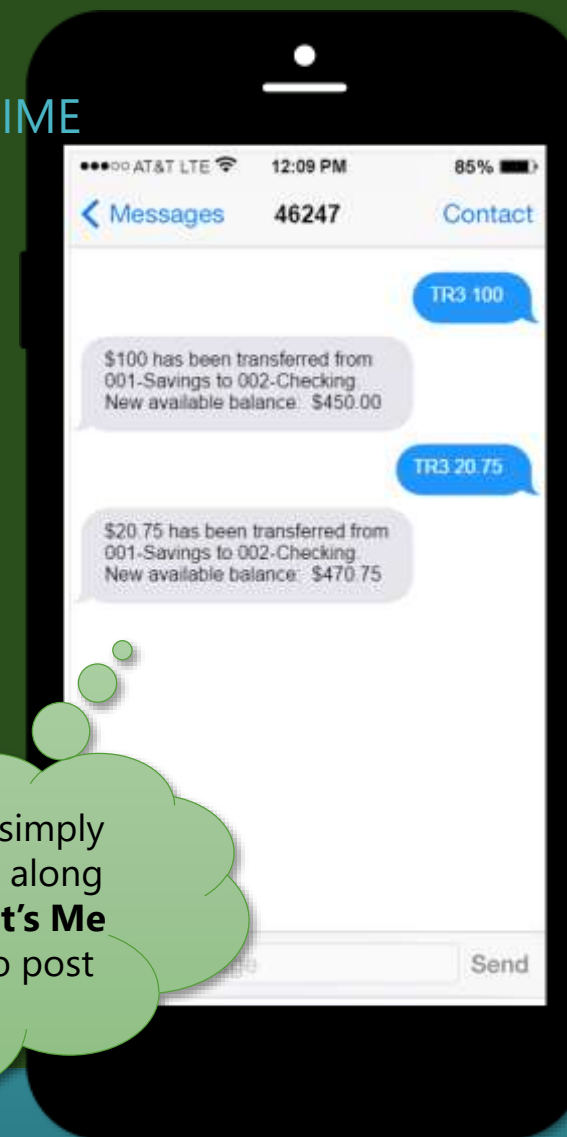 IME
AT&T LTE 12:09 PM 85%
Messages 46247 Contact
TR3 100
$100 has been transferred from
001-Savings to 002-Checking
New available balance: $450.00
TR3 20.75
$20.75 has been transferred from
001-Savings to 002-Checking
New available balance: $470.75
simply
along
t’s Me
post
Send